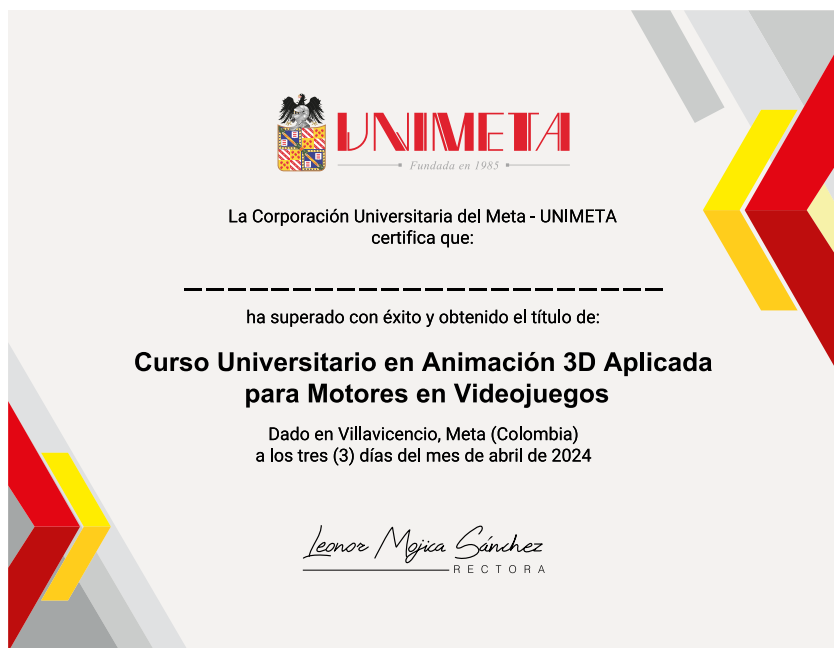 UNIMETA
Fundada en 1985
La Corporación Universitaria del Meta - UNIMETA
certifica que:
ha superado con éxito y obtenido el título de:
Curso Universitario en Animación 3D Aplicada
para Motores en Videojuegos
Dado en Villavicencio, Meta (Colombia)
a los tres (3) días del mes de abril de 2024
Leonor Mojica Sánchez
RECTORA